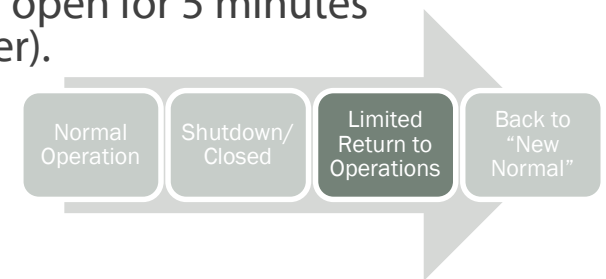 open for 5 minutes
er).
Normal
Operation
Shutdown/
Closed
Limited
Return to
Operations
Back to
“New
Normal”